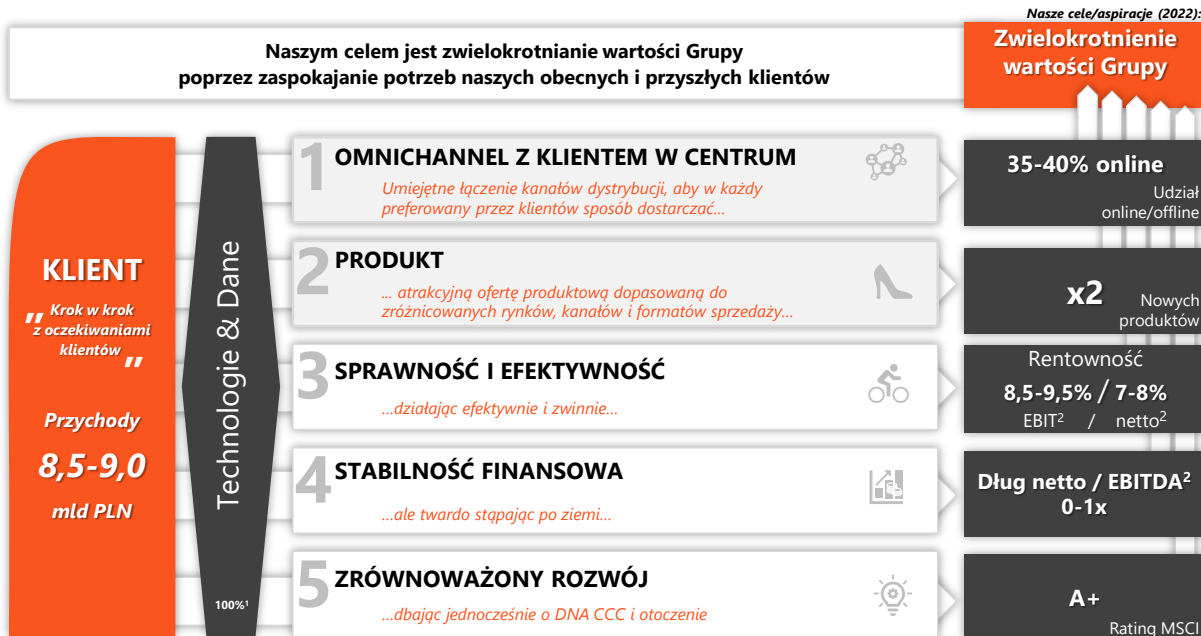 Nasze cele/aspiracje (2022):
Naszym celem jest zwielokrotnianie wartości Grupy
poprzez zaspokajanie potrzeb naszych obecnych i przyszłych klientów
Zwielokrotnienie
wartości Grupy
KLIENT
„ Krok w krok
z oczekiwaniami
klientów ”
Przychody
8,5-9,0
mld PLN
Technologie & Dane
100%¹
1 OMNICHANNEL Z KLIENTEM W CENTRUM
Umiejętne łączenie kanałów dystrybucji, aby w każdy
preferowany przez klientów sposób dostarczać...
35-40% online
Udział
online/offline
2 PRODUKT
... atrakcyjną ofertę produktową dopasowaną do
zróżnicowanych rynków, kanałów i formatów sprzedaży...
x2 Nowych
produktów
3 SPRAWNOŚĆ I EFEKTYWNOŚĆ
...działając efektywnie i zwinnie...
Rentowność
8,5-9,5% / 7-8%
EBIT² / netto²
4 STABILNOŚĆ FINANSOWA
...ale twardo stąpając po ziemi...
Dług netto / EBITDA²
0-1x
5 ZRÓWNOWAŻONY ROZWÓJ
...dbając jednocześnie o DNA CCC i otoczenie
A+
Rating MSCI